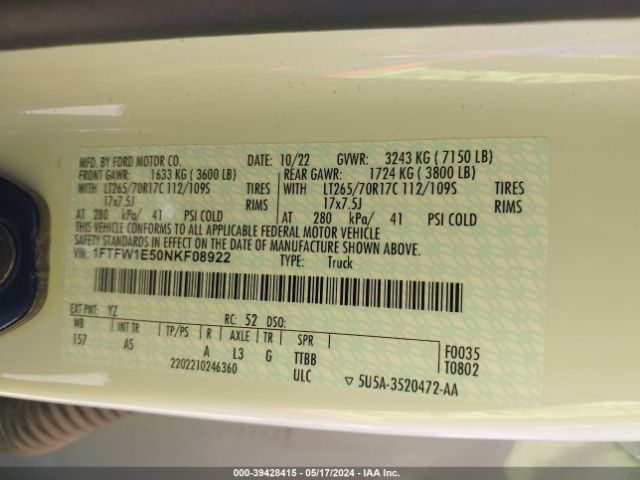 MFD. BY FORD MOTOR CO. DATE: 10/22 GVWR: 3243 KG ( 7150 LB)
FRONT GAWR: 1633 KG ( 3600 LB) REAR GAWR: 1724 KG ( 3800 LB)
WITH LT265/70R17C 112/109S TIRES WITH LT265/70R17C 112/109S TIRES
17x7.5J RIMS 17x7.5J RIMS
AT 280 kPa/ 41 PSI COLD AT 280 kPa/ 41 PSI COLD
THIS VEHICLE CONFORMS TO ALL APPLICABLE FEDERAL MOTOR VEHICLE
SAFETY STANDARDS IN EFFECT ON THE DATE OF MANUFACTURE SHOWN ABOVE.
VIN: 1FTFW1E50NKF08922 TYPE: Truck
EXT PNT: YZ RC: 52 DSO:
WB INT TR TP/PS R AXLE TR SPR
157 AS A L3 G TTBB F0035
2202210246360 ULC T0802
▽ 5U5A-3520472-AA
000-39428415 - 05/17/2024 - IAA Inc.